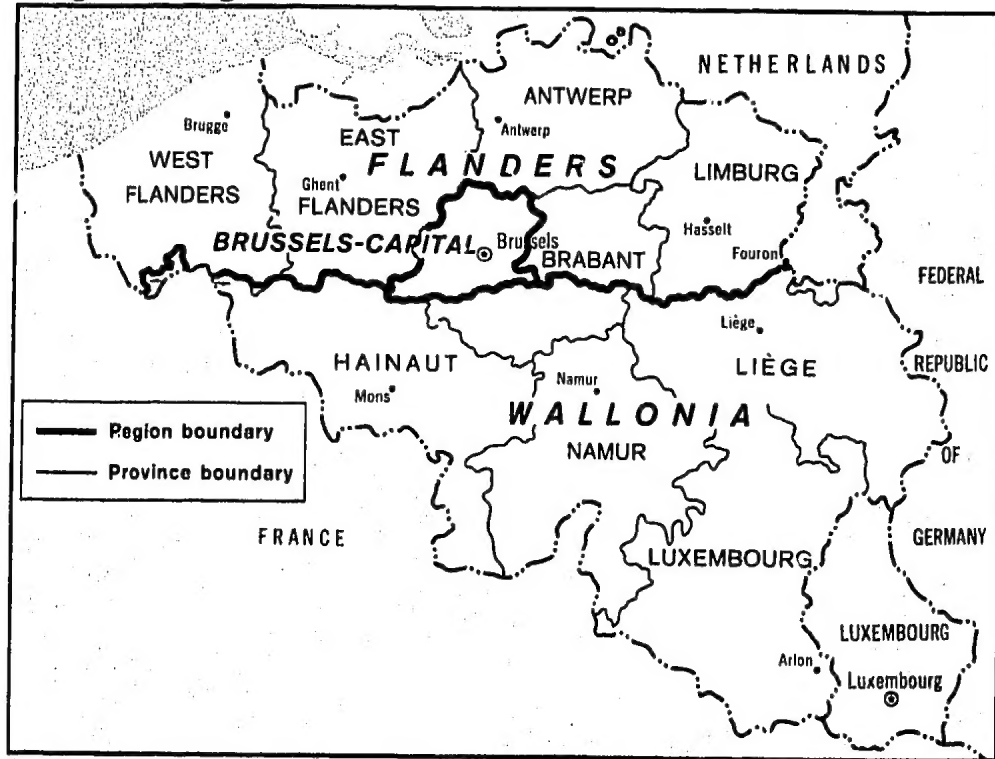 NETHERLANDS
ANTWERP
Brugge
EAST
Antwerp
FLANDERS
WEST
FLANDERS
LIMBURG
Ghent
FLANDERS
Hasselt
BRUSSELS-CAPITAL
Brussels
BRABANT
Fouron
FEDERAL
Liège
HAINAUT
LIÈGE
REPUBLIC
Mons
Namur
WALLONIA
Region boundary
NAMUR
OF
Province boundary
FRANCE
GERMANY
LUXEMBOURG
LUXEMBOURG
Arlon
Luxembourg